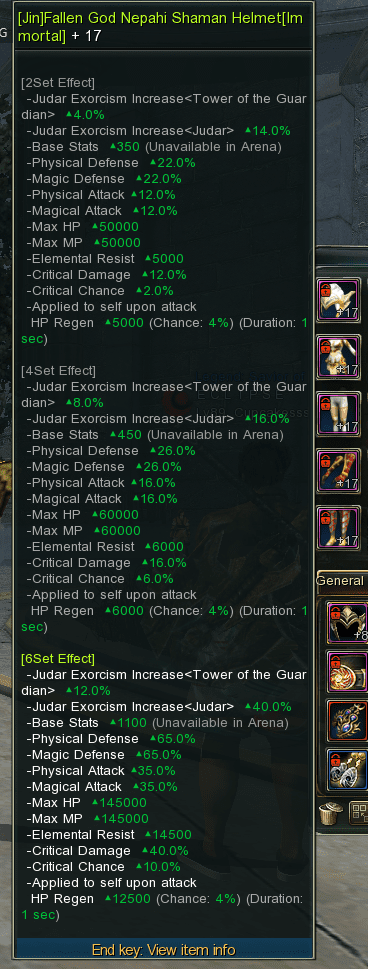 [Jin]Fallen God Nepahi Shaman Helmet[Im
mortal] + 17
G
[2Set Effect]
-Judar Exorcism Increase<Tower of the Guar
dian> ▲4.0%
-Judar Exorcism Increase<Judar> ▲14.0%
-Base Stats ▲350 (Unavailable in Arena)
-Physical Defense ▲22.0%
-Magic Defense ▲22.0%
-Physical Attack ▲12.0%
-Magical Attack ▲12.0%
-Max HP ▲50000
-Max MP ▲50000
-Elemental Resist ▲5000
-Critical Damage ▲12.0%
-Critical Chance ▲2.0%
-Applied to self upon attack
HP Regen ▲5000 (Chance: 4%) (Duration: 1
sec)
[4Set Effect]
-Judar Exorcism Increase<Tower of the Guar
dian> ▲8.0%
ECLIPSE
-Judar Exorcism Increase<Judar> ▲16.0%
-Base Stats ▲450 (Unavailable in Arena)
-Physical Defense ▲26.0%
-Magic Defense ▲26.0%
-Physical Attack ▲16.0%
-Magical Attack ▲16.0%
-Max HP ▲60000
-Max MP ▲60000
-Elemental Resist ▲6000
-Critical Damage ▲16.0%
-Critical Chance ▲6.0%
-Applied to self upon attack
HP Regen ▲6000 (Chance: 4%) (Duration: 1
sec)
[6Set Effect]
-Judar Exorcism Increase<Tower of the Guar
dian> ▲12.0%
-Judar Exorcism Increase<Judar> ▲40.0%
-Base Stats ▲1100 (Unavailable in Arena)
-Physical Defense ▲65.0%
-Magic Defense ▲65.0%
-Physical Attack ▲35.0%
-Magical Attack ▲35.0%
-Max HP ▲145000
-Max MP ▲145000
-Elemental Resist ▲14500
-Critical Damage ▲40.0%
-Critical Chance ▲10.0%
-Applied to self upon attack
HP Regen ▲12500 (Chance: 4%) (Duration:
1 sec)
End key: View item info
+17
+17
+17
+17
+17
General
+8